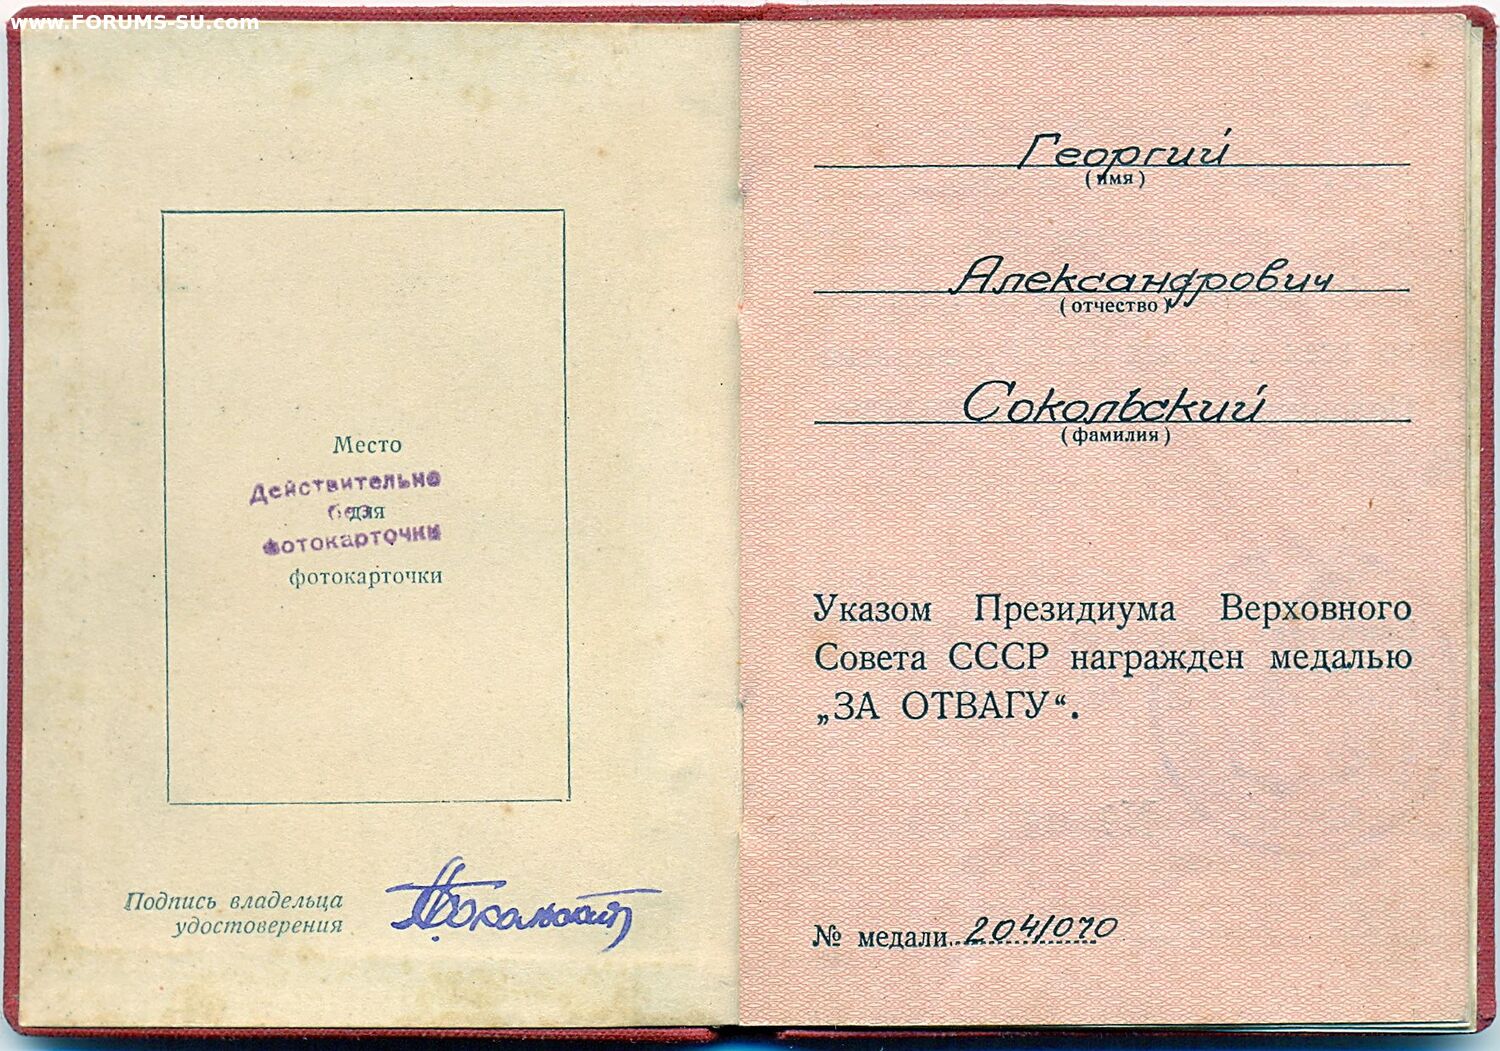 www.FORUMS-SU.com
Место
Действительно
без
для
фотокарточки
фотокарточки
Подпись владельца
удостоверения
Георгий
(имя)
Александрович
(отчество)
Сокольский
(фамилия)
Указом Президиума Верховного
Совета СССР награжден медалью
„ЗА ОТВАГУ“.
№ медали 2041070